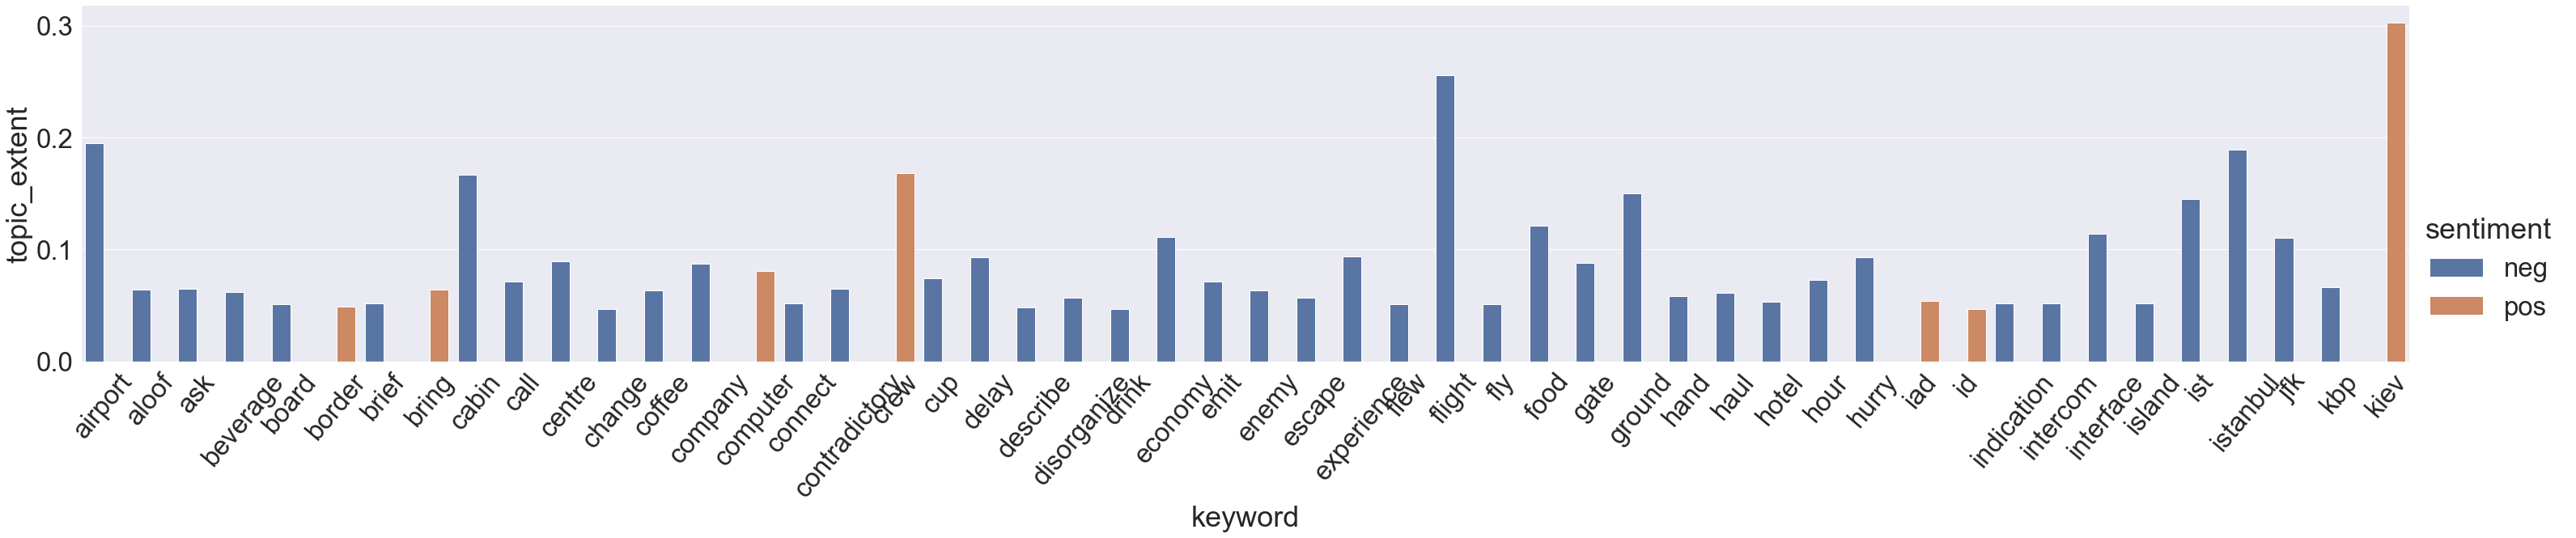 topic_extent
0.3
0.2
0.1
0.0
airport
aloof
ask
beverage
board
border
brief
bring
cabin
call
centre
change
coffee
company
computer
connect
contradictory
crew
cup
delay
describe
disorganize
drink
economy
emit
enemy
escape
experience
flew
flight
fly
food
gate
ground
hand
haul
hotel
hour
hurry
iad
id
indication
intercom
interface
island
ist
istanbul
jfk
kbp
kiev
keyword
sentiment
neg
pos